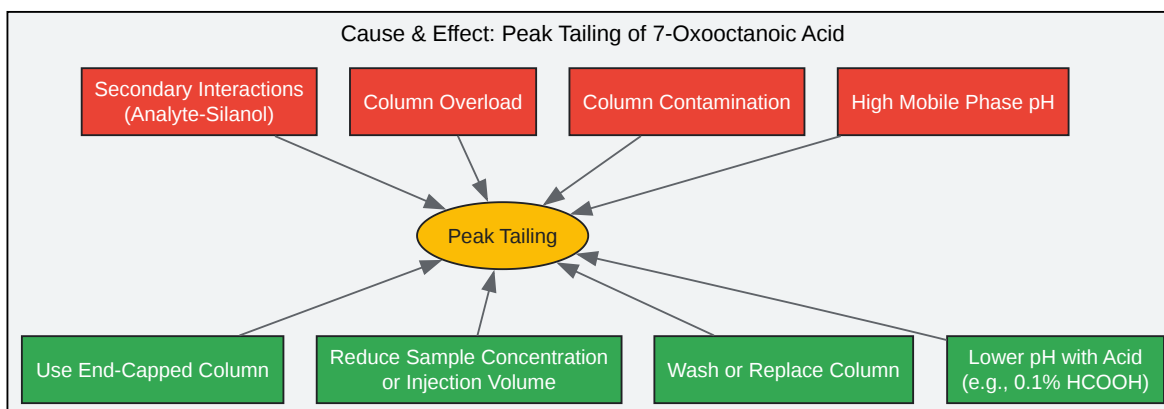 Cause & Effect: Peak Tailing of 7-Oxooctanoic Acid
Secondary Interactions
(Analyte-Silanol)
Column Overload
Column Contamination
High Mobile Phase pH
Peak Tailing
Use End-Capped Column
Reduce Sample Concentration
or Injection Volume
Wash or Replace Column
Lower pH with Acid
(e.g., 0.1% HCOOH)